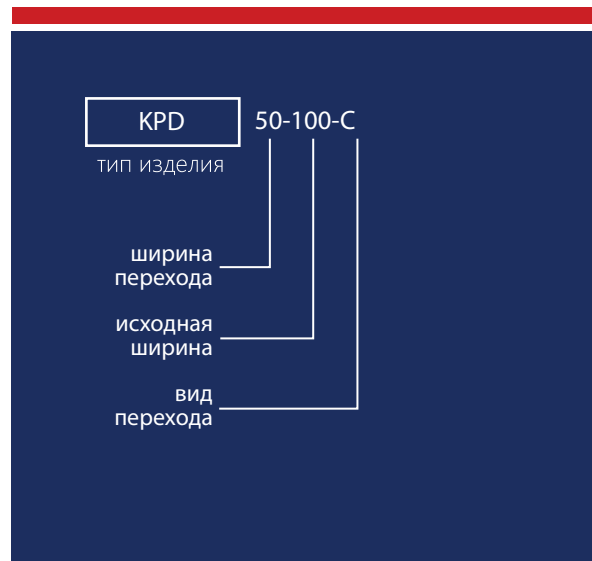 KPD 50-100-С
тип изделия
ширина
перехода
исходная
ширина
вид
перехода